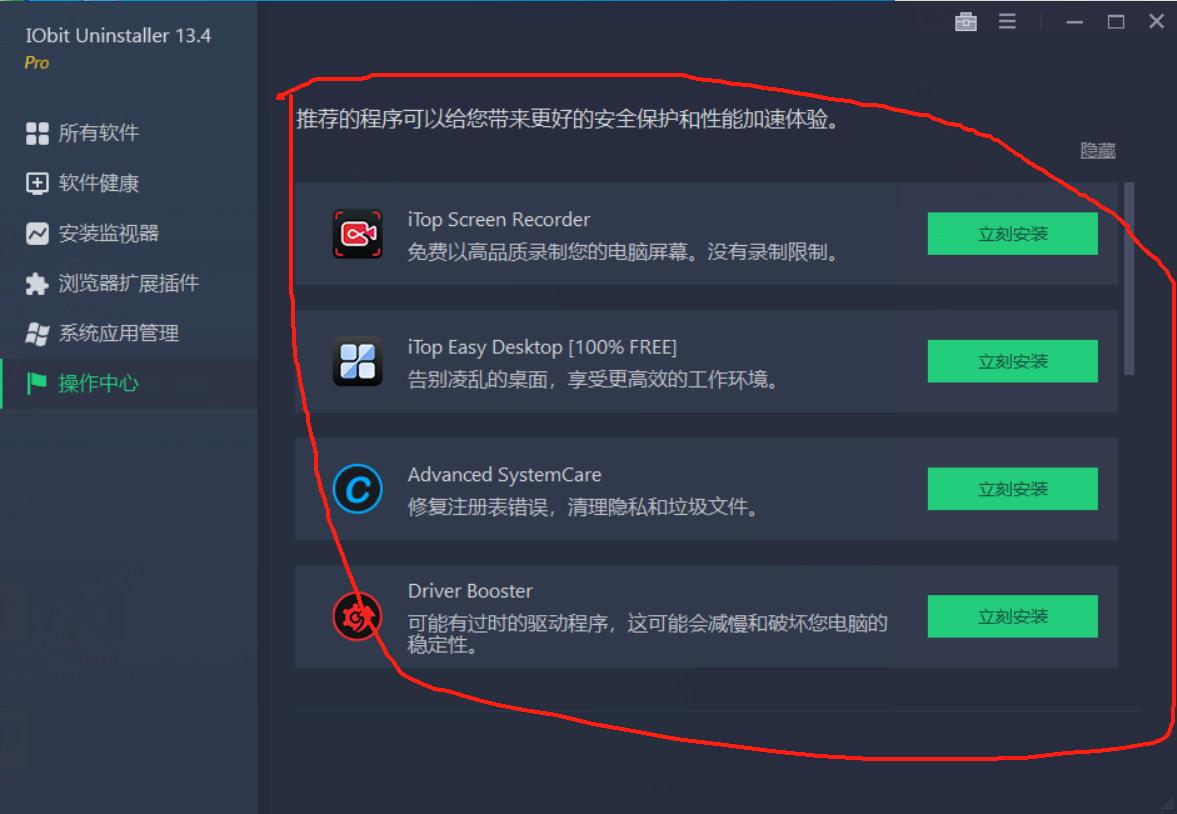 IObit Uninstaller 13.4
Pro
所有软件
软件健康
安装监视器
浏览器扩展插件
系统应用管理
操作中心
推荐的程序可以给您带来更好的安全保护和性能加速体验。
隐藏
iTop Screen Recorder
免费以高品质录制您的电脑屏幕。没有录制限制。
立刻安装
iTop Easy Desktop [100% FREE]
告别凌乱的桌面，享受更高效的工作环境。
立刻安装
Advanced SystemCare
修复注册表错误，清理隐私和垃圾文件。
立刻安装
Driver Booster
可能有过时的驱动程序，这可能会减慢和破坏您电脑的
稳定性。
立刻安装